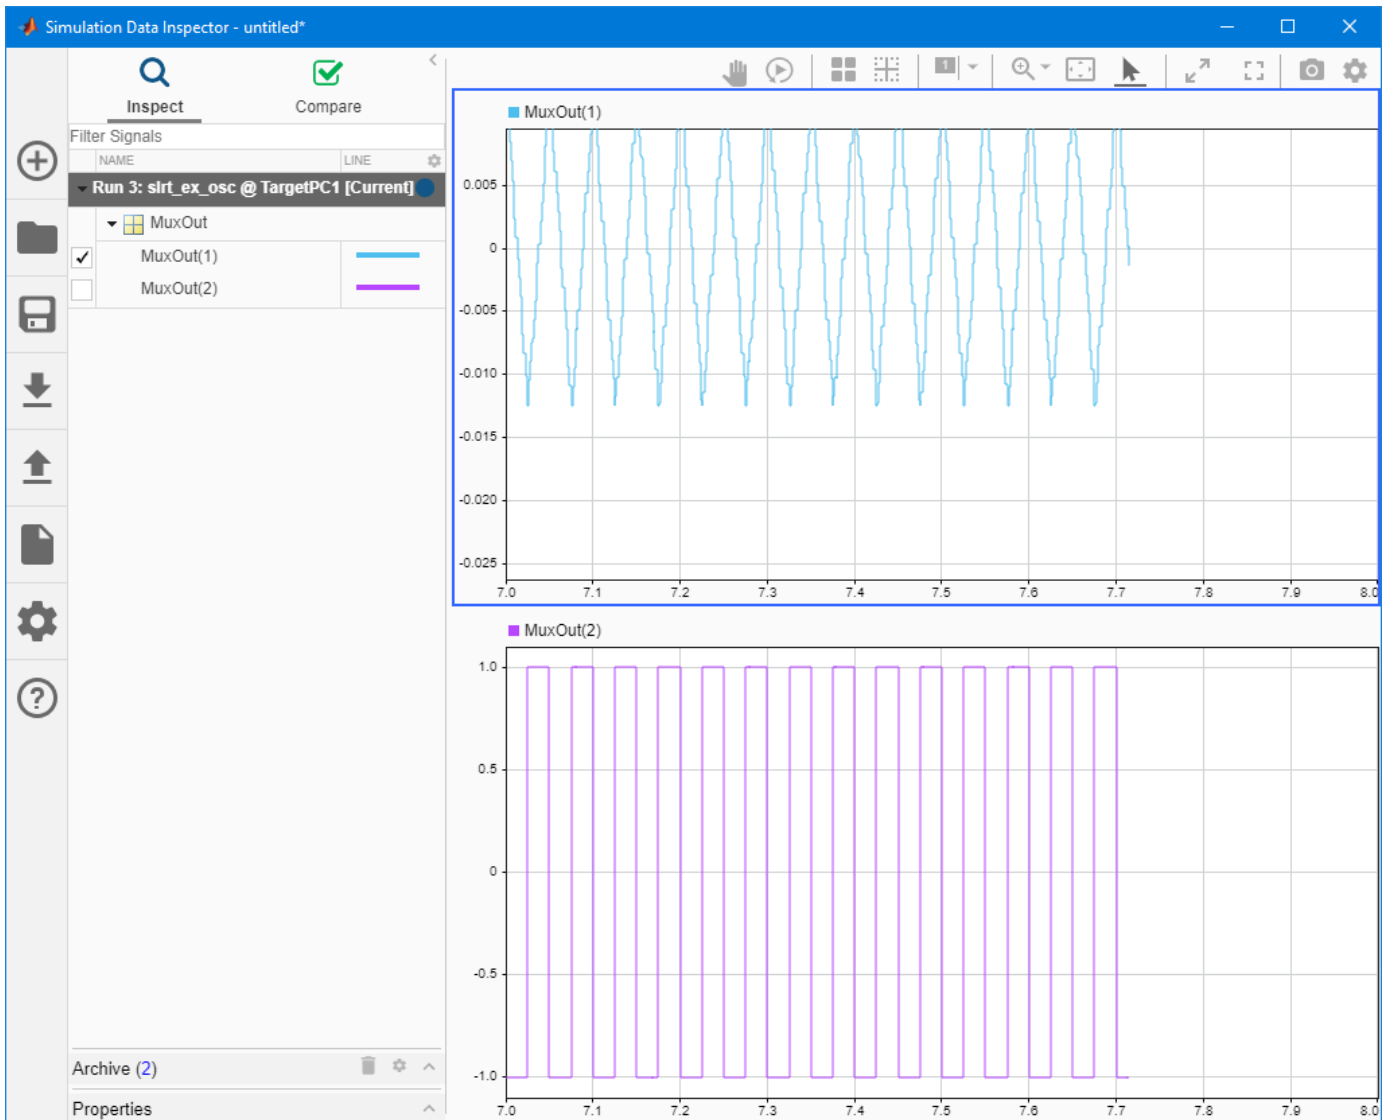 Simulation Data Inspector - untitled*
Inspect
Compare
Filter Signals
NAME LINE
Run 3: slrt_ex_osc @ TargetPC1 [Current]
MuxOut
MuxOut(1)
MuxOut(2)
Archive (2)
Properties
1
MuxOut(1)
0.005
0
-0.005
-0.010
-0.015
-0.020
-0.025
7.0 7.1 7.2 7.3 7.4 7.5 7.6 7.7 7.8 7.9 8.0
MuxOut(2)
1.0
0.5
0
-0.5
-1.0
7.0 7.1 7.2 7.3 7.4 7.5 7.6 7.7 7.8 7.9 8.0